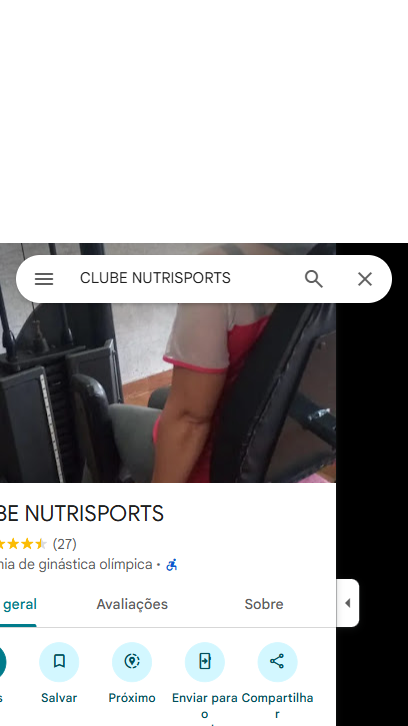 CLUBE NUTRISPORTS
BE NUTRISPORTS
(27)
nia de ginástica olímpica •
geral
Avaliações
Sobre
s
Salvar
Próximo
Enviar para o
Compartilhar